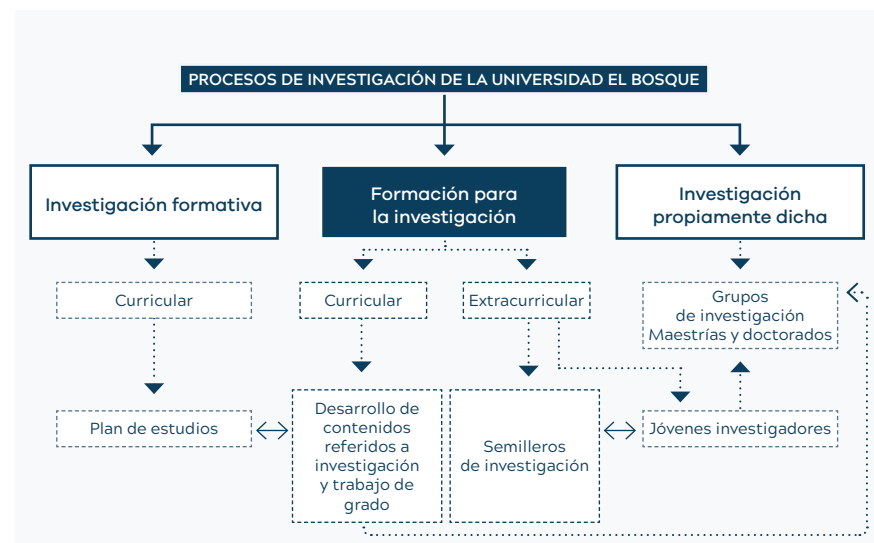 PROCESOS DE INVESTIGACIÓN DE LA UNIVERSIDAD EL BOSQUE
Investigación formativa
Formación para
la investigación
Investigación
propiamente dicha
Curricular
Curricular
Extracurricular
Grupos
de investigación
Maestrías y doctorados
Plan de estudios
Desarrollo de
contenidos
referidos a
investigación
y trabajo de
grado
Semilleros
de investigación
Jóvenes investigadores